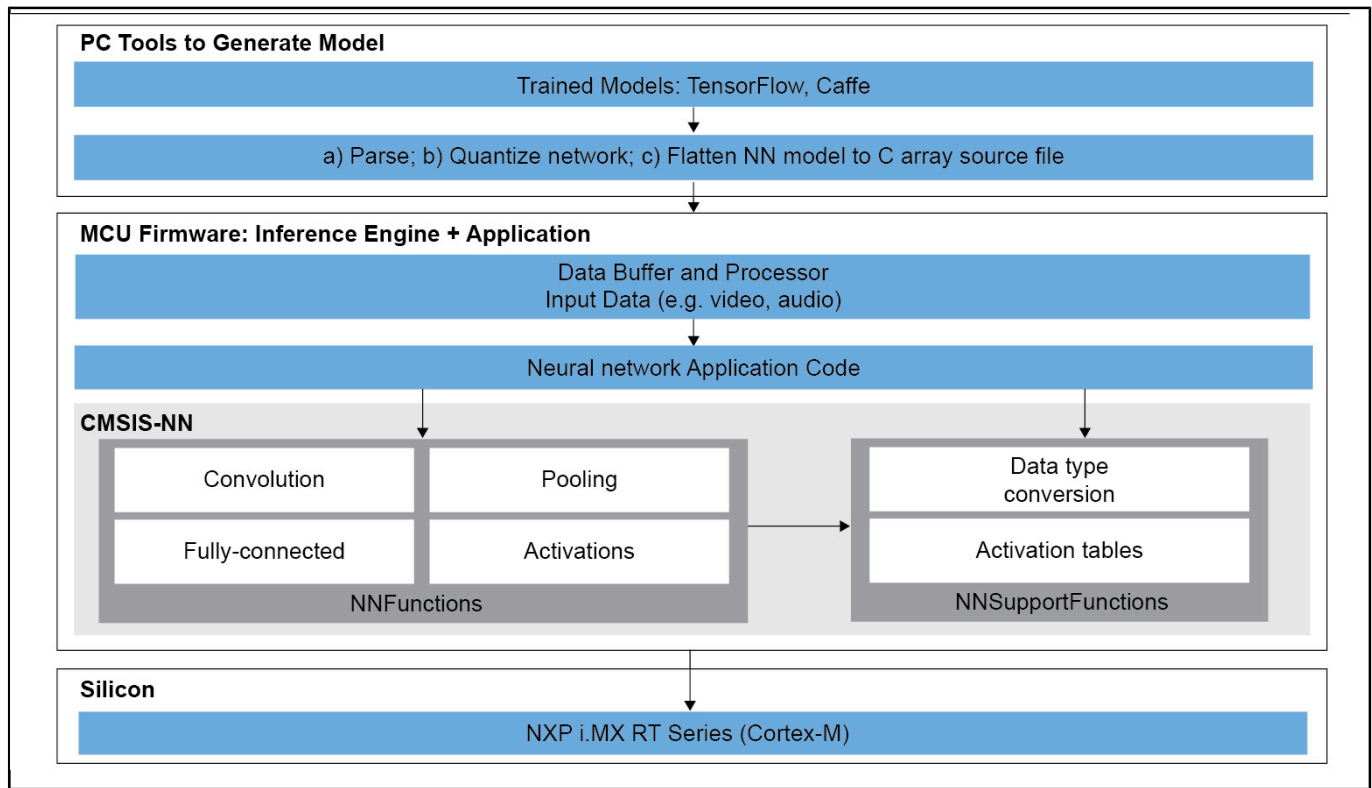 PC Tools to Generate Model
Trained Models: TensorFlow, Caffe
a) Parse; b) Quantize network; c) Flatten NN model to C array source file
MCU Firmware: Inference Engine + Application
Data Buffer and Processor
Input Data (e.g. video, audio)
Neural network Application Code
CMSIS-NN
Convolution
Pooling
Fully-connected
Activations
NNFunctions
Data type
conversion
Activation tables
NNSupportFunctions
Silicon
NXP i.MX RT Series (Cortex-M)